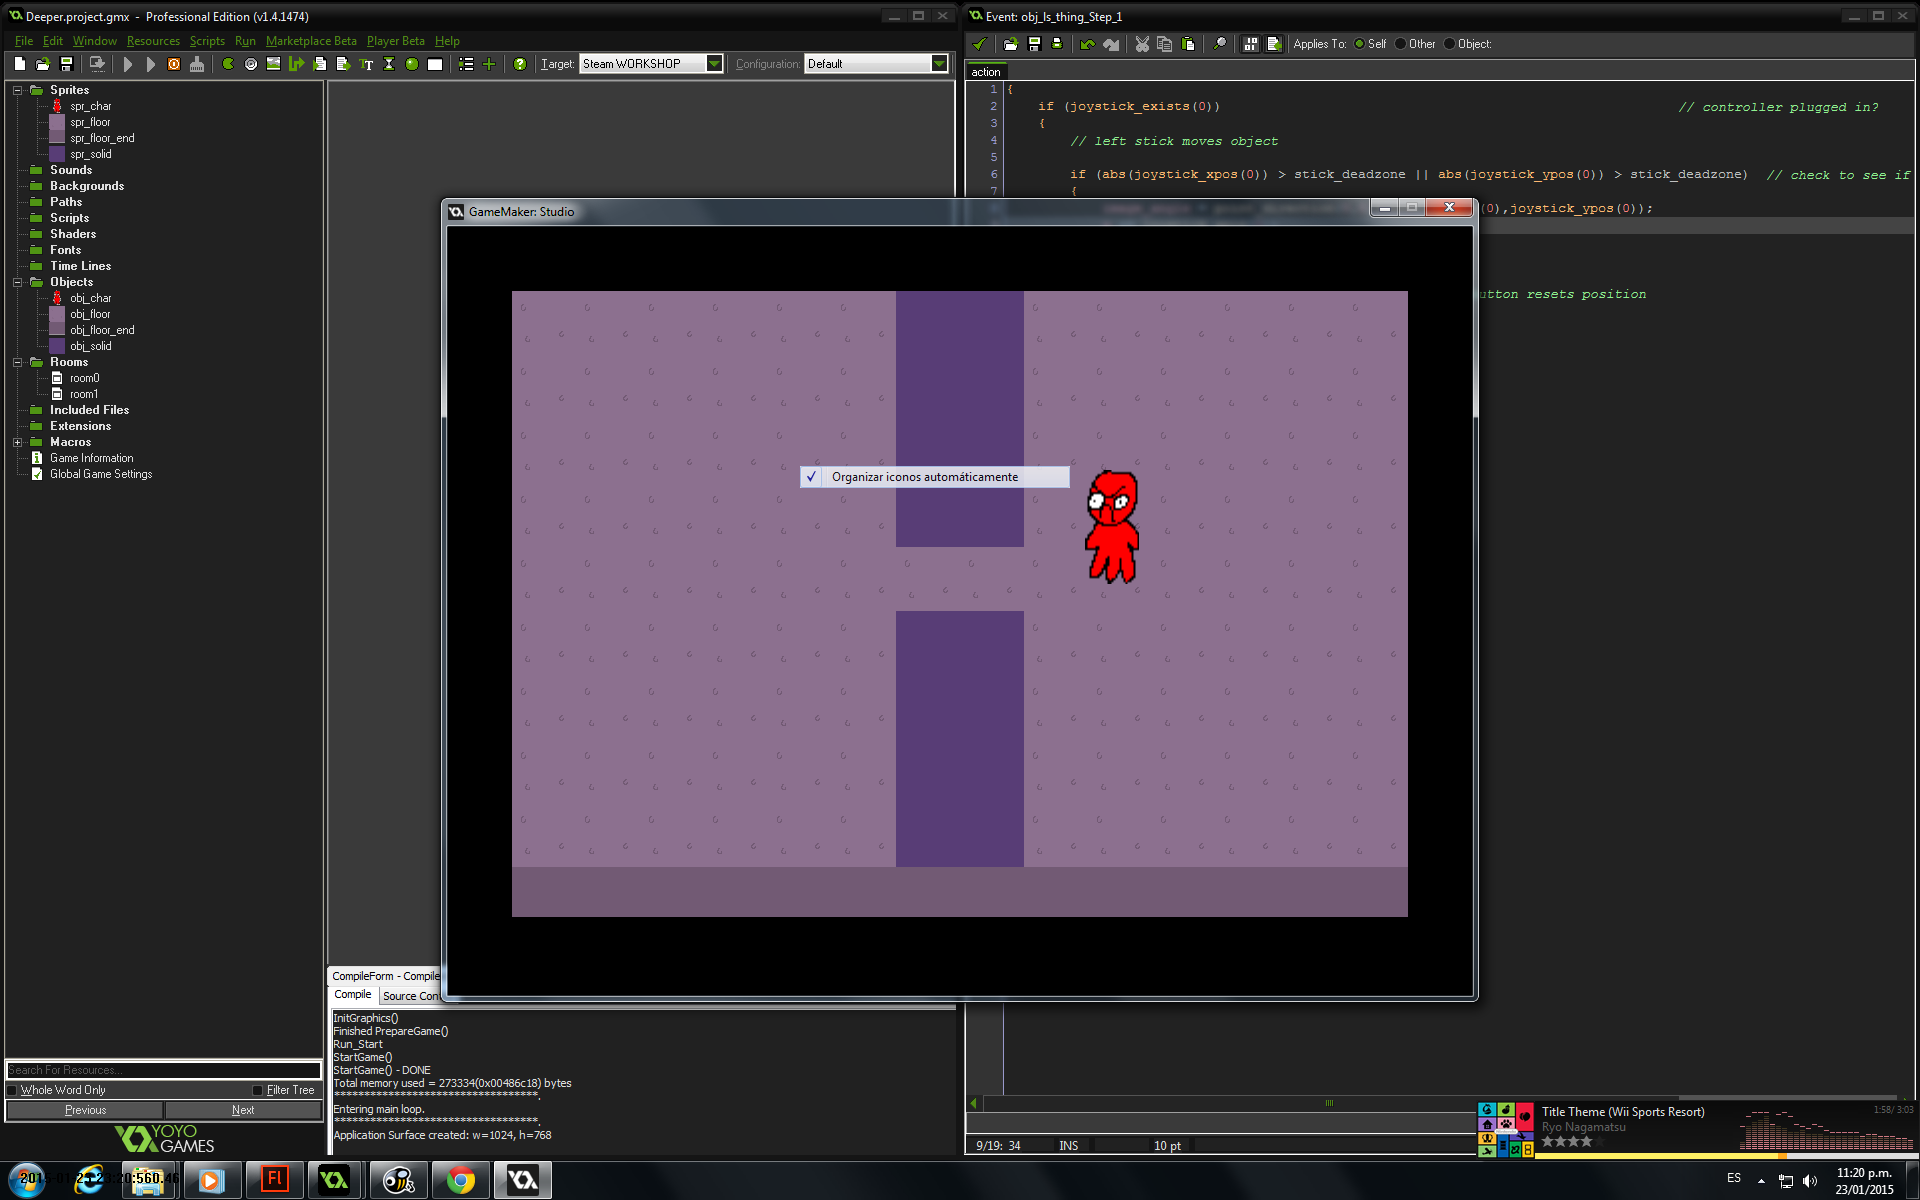 Deeper.project.gmx - Professional Edition (v1.4.1474)
File Edit Window Resources Scripts Run Marketplace Beta Player Beta Help
Target: Steam WORKSHOP Configuration: Default
Sprites
spr_char
spr_floor
spr_floor_end
spr_solid
Sounds
Backgrounds
Paths
Scripts
Shaders
Fonts
Time Lines
Objects
obj_char
obj_floor
obj_floor_end
obj_solid
Rooms
room0
room1
Included Files
Extensions
Macros
Game Information
Global Game Settings
Search For Resources...
Whole Word Only Filter Tree
Previous Next
YOYO
GAMES
Event: obj_ls_thing_Step_1
Applies To: Self Other Object:
action
1 {
2 if (joystick_exists(0)) // controller plugged in?
3 {
4 // left stick moves object
5
6 if (abs(joystick_xpos(0)) > stick_deadzone || abs(joystick_ypos(0)) > stick_deadzone) // check to see if
7 {
(0),joystick_ypos(0));
utton resets position
GameMaker: Studio
✓ Organizar iconos automáticamente
CompileForm - Compile
Compile Source Con
InitGraphics()
Finished PrepareGame()
Run_Start
StartGame()
StartGame() - DONE
Total memory used = 273334(0x00486c18) bytes
***********************************.
Entering main loop.
***********************************.
Application Surface created: w=1024, h=768
9/19: 34 INS 10 pt
Title Theme (Wii Sports Resort) 1:58/ 3:03
Ryo Nagamatsu
Fl
ES
11:20 p.m.
23/01/2015